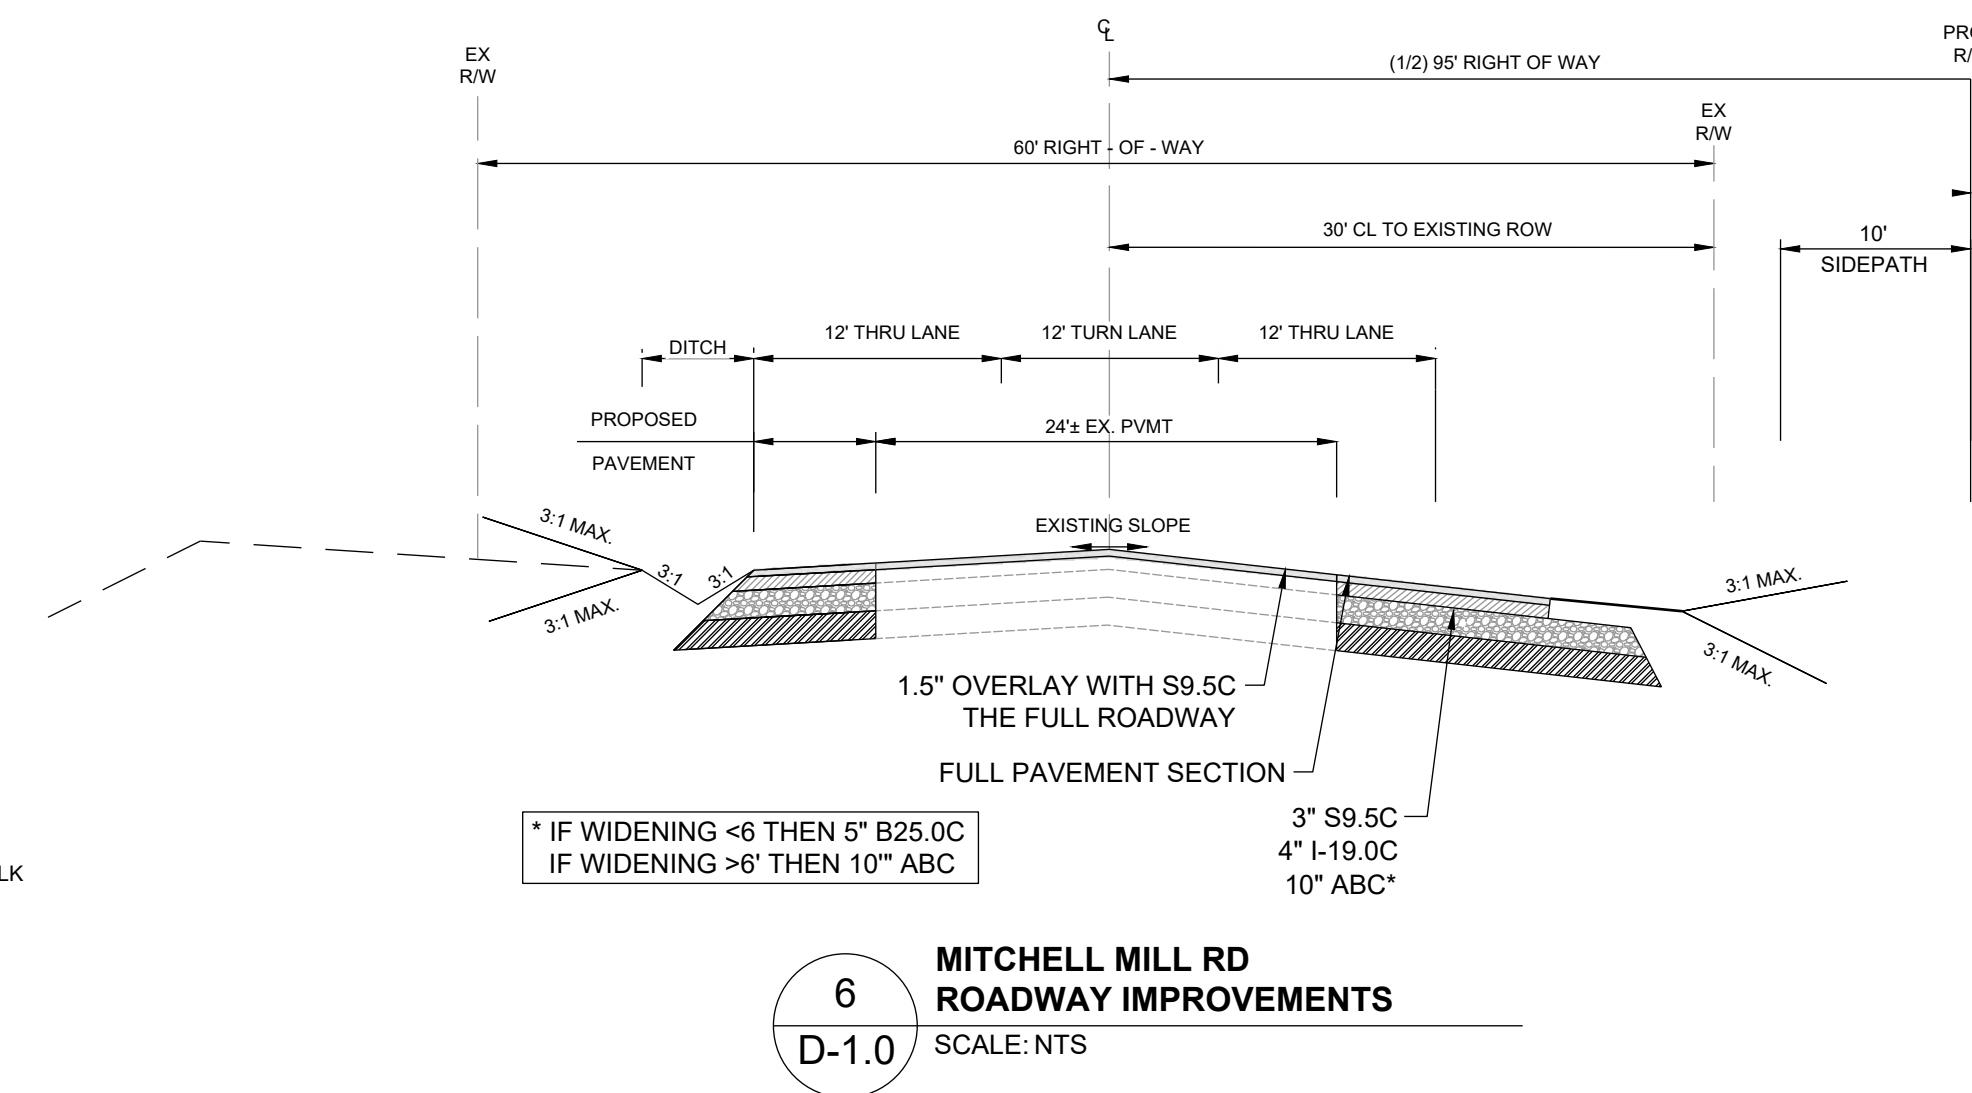 EX
R/W
℄
PR
R/
(1/2) 95' RIGHT OF WAY
EX
R/W
60' RIGHT - OF - WAY
30' CL TO EXISTING ROW
10'
SIDEPATH
DITCH
12' THRU LANE
12' TURN LANE
12' THRU LANE
PROPOSED
PAVEMENT
24'± EX. PVMT
EXISTING SLOPE
3:1 MAX.
3:1
3:1
3:1 MAX.
3:1 MAX.
3:1 MAX.
1.5" OVERLAY WITH S9.5C
THE FULL ROADWAY
FULL PAVEMENT SECTION
3" S9.5C
4" I-19.0C
10" ABC*
* IF WIDENING <6 THEN 5" B25.0C
IF WIDENING >6' THEN 10'" ABC
LK
6
D-1.0
MITCHELL MILL RD
ROADWAY IMPROVEMENTS
SCALE: NTS